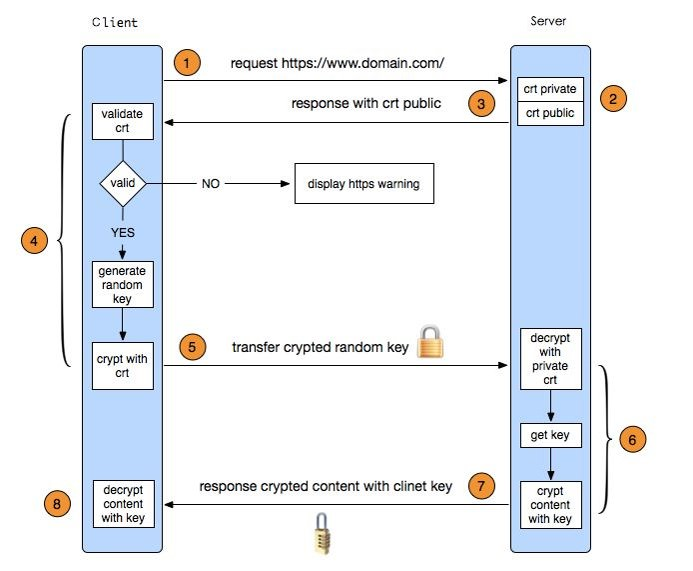 Client
Server
1
request https://www.domain.com/
crt private
2
response with crt public
3
crt public
validate
crt
valid
NO
display https warning
4
YES
generate
random
key
5
transfer crypted random key
decrypt
with
private
crt
crypt with
crt
get key
6
7
response crypted content with clinet key
8
decrypt
content
with key
crypt
content
with key